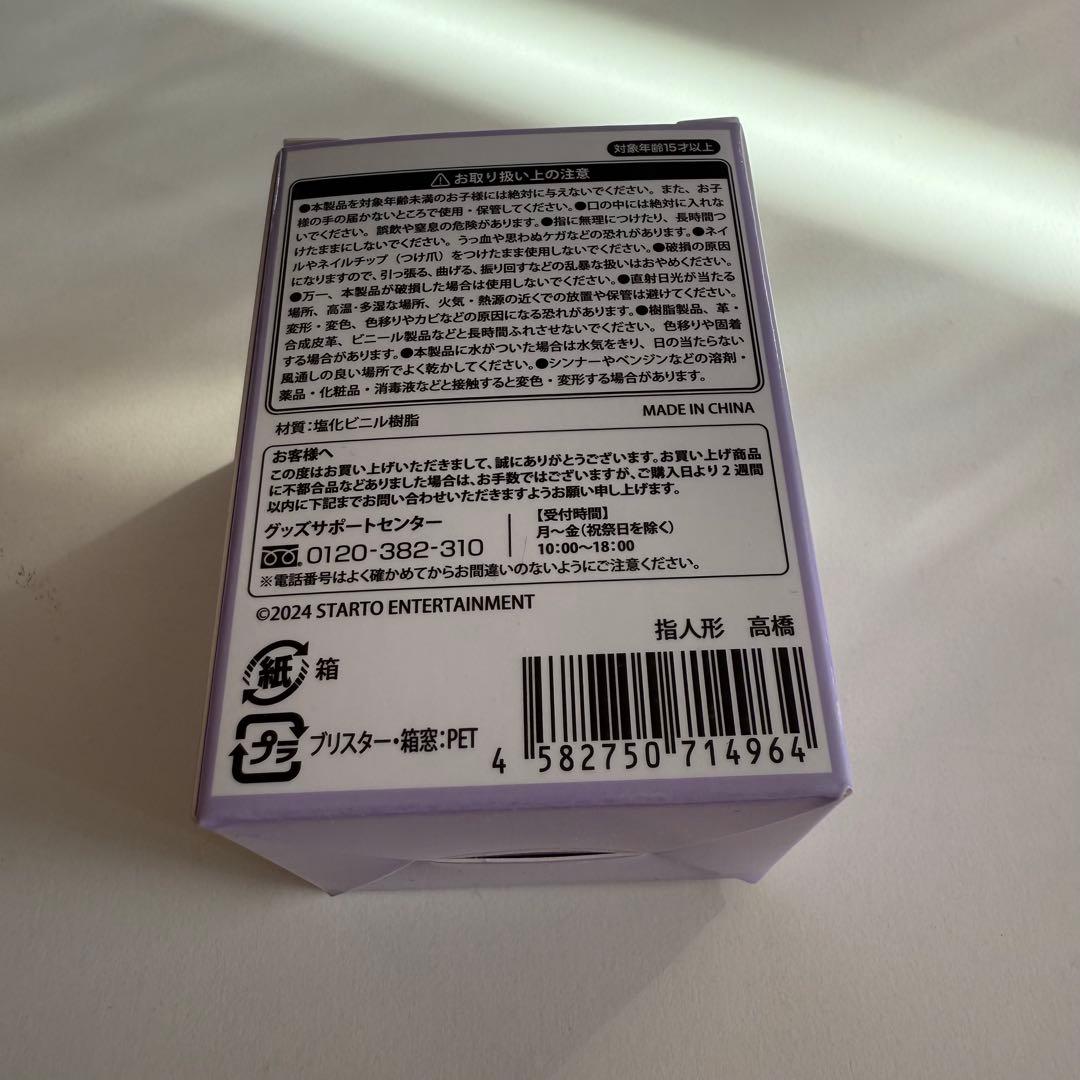 対象年齢15才以上
お取り扱い上の注意
●本製品を対象年齢未満のお子様には絶対に与えないでください。また、お子
様の手の届かないところで使用・保管してください。●口の中には絶対に入れな
いでください。誤飲や窒息の危険があります。●指に無理につけたり、長時間つ
けたままにしないでください。うっ血や思わぬケガなどの恐れがあります。●ネイ
ルやネイルチップ（つけ爪）をつけたまま使用しないでください。●破損の原因
になりますので、引っ張る、曲げる、振り回すなどの乱暴な扱いはおやめください。
●万一、本製品が破損した場合は使用しないでください。●直射日光が当たる
場所、高温・多湿な場所、火気・熱源の近くでの放置や保管は避けてください。
変形・変色、色移りやカビなどの原因になる恐れがあります。●樹脂製品、革・
合成皮革、ビニール製品などと長時間ふれさせないでください。色移りや固着
する場合があります。●本製品に水がついた場合は水気をきり、日の当たらない
風通しの良い場所でよく乾かしてください。●シンナーやベンジンなどの溶剤・
薬品・化粧品・消毒液などと接触すると変色・変形する場合があります。
材質：塩化ビニル樹脂
MADE IN CHINA
お客様へ
この度はお買い上げいただきまして、誠にありがとうございます。お買い上げ商品
に不都合品などありました場合は、お手数ではございますが、ご購入日より2週間
以内に下記までお問い合わせいただきますようお願い申し上げます。
グッズサポートセンター
0120-382-310
【受付時間】
月〜金（祝祭日を除く）
10：00〜18：00
※電話番号はよく確かめてからお間違いのないようにご注意ください。
©2024 STARTO ENTERTAINMENT
指人形 高橋
紙 箱
プラ ブリスター・箱窓：PET
4 582750 714964